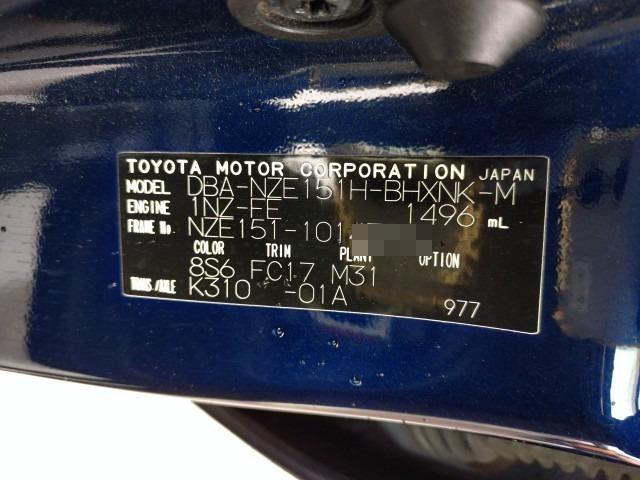 TOYOTA MOTOR CORPORATION JAPAN
MODEL DBA-NZE151H-BHXNK-M
ENGINE 1NZ-FE 1496 mL
FRAME No. NZE151-101
COLOR TRIM PLANT OPTION
8S6 FC17 M31
TRANS./AXLE K310 -01A
977